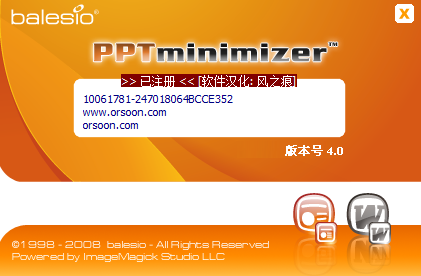 balesio®
PPTminimizer™
>> 已注册 << [软件汉化: 风之痕]
10061781-247018064BCCE352
www.orsoon.com
orsoon.com
版本号 4.0
©1998 - 2008 balesio - All Rights Reserved
Powered by ImageMagick Studio LLC